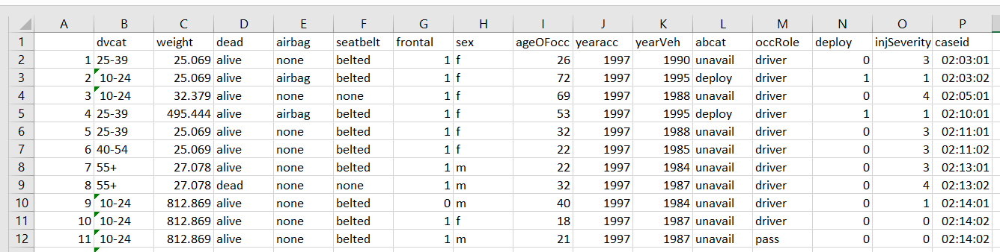 A B C D E F G H I J K L M N O P
1 dvcat weight dead airbag seatbelt frontal sex ageOFocc yearacc yearVeh abcat occRole deploy injSeverity caseid
2 1 25-39 25.069 alive none belted 1 f 26 1997 1990 unavail driver 0 3 02:03:01
3 2 10-24 25.069 alive airbag belted 1 f 72 1997 1995 deploy driver 1 1 02:03:02
4 3 10-24 32.379 alive none none 1 f 69 1997 1988 unavail driver 0 4 02:05:01
5 4 25-39 495.444 alive airbag belted 1 f 53 1997 1995 deploy driver 1 1 02:10:01
6 5 25-39 25.069 alive none belted 1 f 32 1997 1988 unavail driver 0 3 02:11:01
7 6 40-54 25.069 alive none belted 1 f 22 1997 1985 unavail driver 0 3 02:11:02
8 7 55+ 27.078 alive none belted 1 m 22 1997 1984 unavail driver 0 3 02:13:01
9 8 55+ 27.078 dead none none 1 m 32 1997 1987 unavail driver 0 4 02:13:02
10 9 10-24 812.869 alive none belted 0 m 40 1997 1984 unavail driver 0 1 02:14:01
11 10 10-24 812.869 alive none belted 1 f 18 1997 1987 unavail driver 0 0 02:14:02
12 11 10-24 812.869 alive none belted 1 m 21 1997 1987 unavail pass 0 0 02:14:02